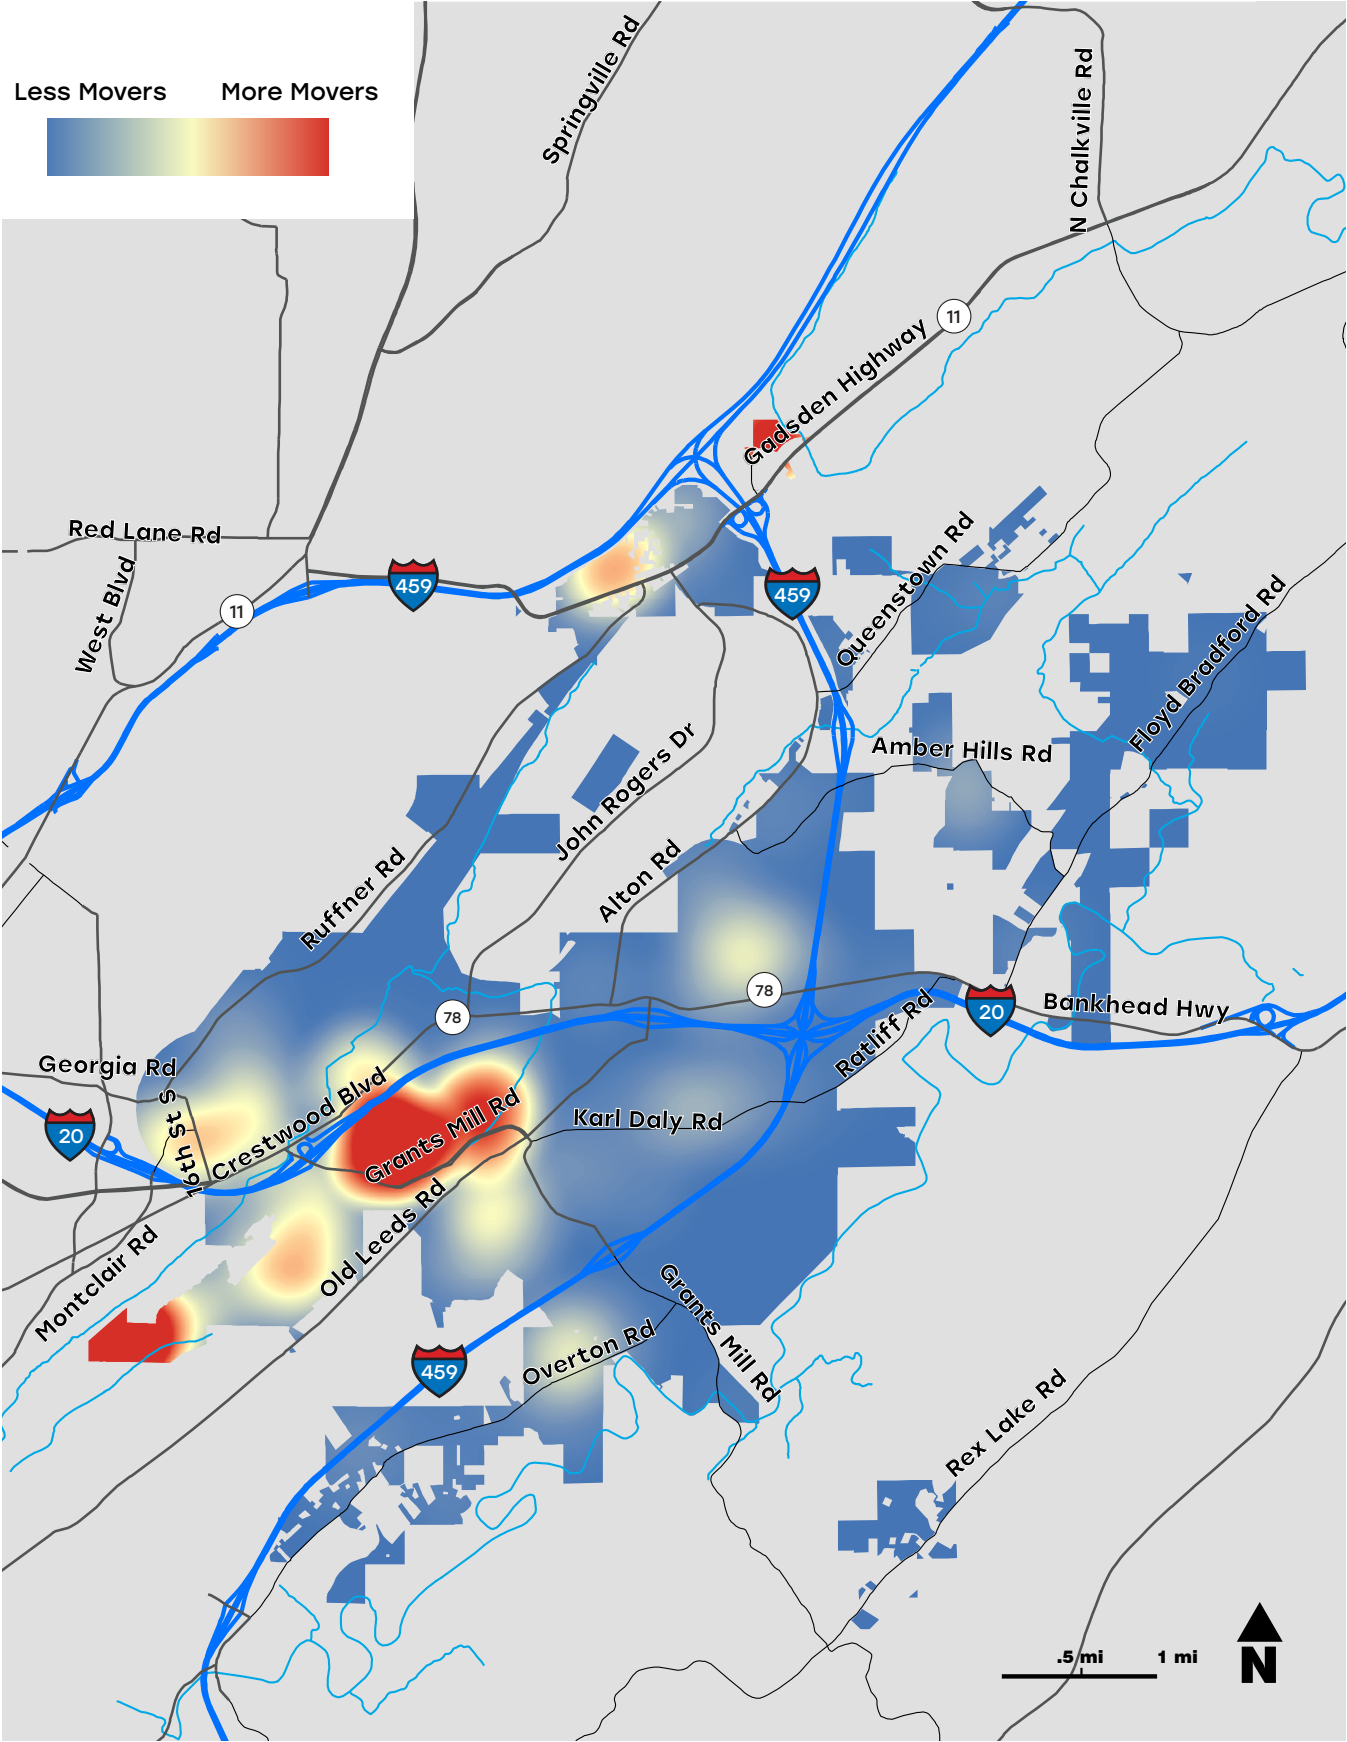 Springville Rd
N Chalkville Rd
Less Movers More Movers
11
Gadsden Highway
Red Lane Rd
West Blvd
459
459
11
Queenstown Rd
Floyd Bradford Rd
John Rogers Dr
Amber Hills Rd
Ruffner Rd
Alton Rd
78
78
20
Bankhead Hwy
Ratliff Rd
Georgia Rd
20
16th St S
Crestwood Blvd
Grants Mill Rd
Karl Daly Rd
Montclair Rd
Old Leeds Rd
Grants Mill Rd
459
Overton Rd
Rex Lake Rd
.5 mi 1 mi
N